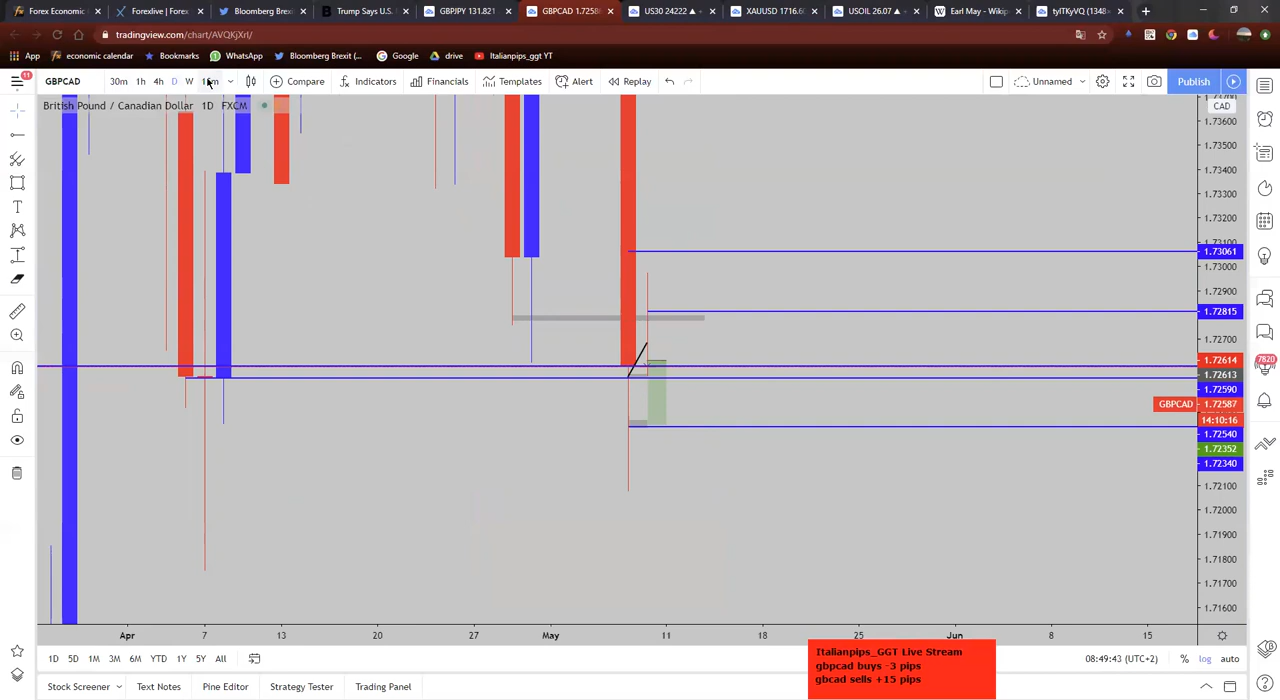 Forex Economic
Forexlive | Forex
Bloomberg Brexi
Trump Says U.S.
GBPJPY 131.821
GBPCAD 1.7258
US30 24222 ▲
XAUUSD 1716.6
USOIL 26.07 ▲
Earl May - Wikip
tyITKyVQ (1348×
tradingview.com/chart/AVQKjXrI/
App
economic calendar
Bookmarks
WhatsApp
Bloomberg Brexit (...
Google
drive
Italianpips_ggt YT
11
GBPCAD
30m
1h
4h
D
W
Compare
Indicators
Financials
Templates
Alert
Replay
Unnamed
Publish
British Pound / Canadian Dollar 1D FXCM
CAD
1.73600
1.73500
1.73400
1.73300
1.73200
1.73061
1.73000
1.72900
1.72815
1.72700
1.72614
1.72613
1.72590
GBPCAD 1.72587
14:10:16
1.72540
1.72352
1.72340
1.72100
1.72000
1.71900
1.71800
1.71700
1.71600
7820
Apr
7
13
20
27
May
11
18
25
Jun
8
15
1D 5D 1M 3M 6M YTD 1Y 5Y All
08:49:43 (UTC+2)
% log auto
Italianpips_GGT Live Stream
gbpcad buys -3 pips
gbcad sells +15 pips
Stock Screener
Text Notes
Pine Editor
Strategy Tester
Trading Panel